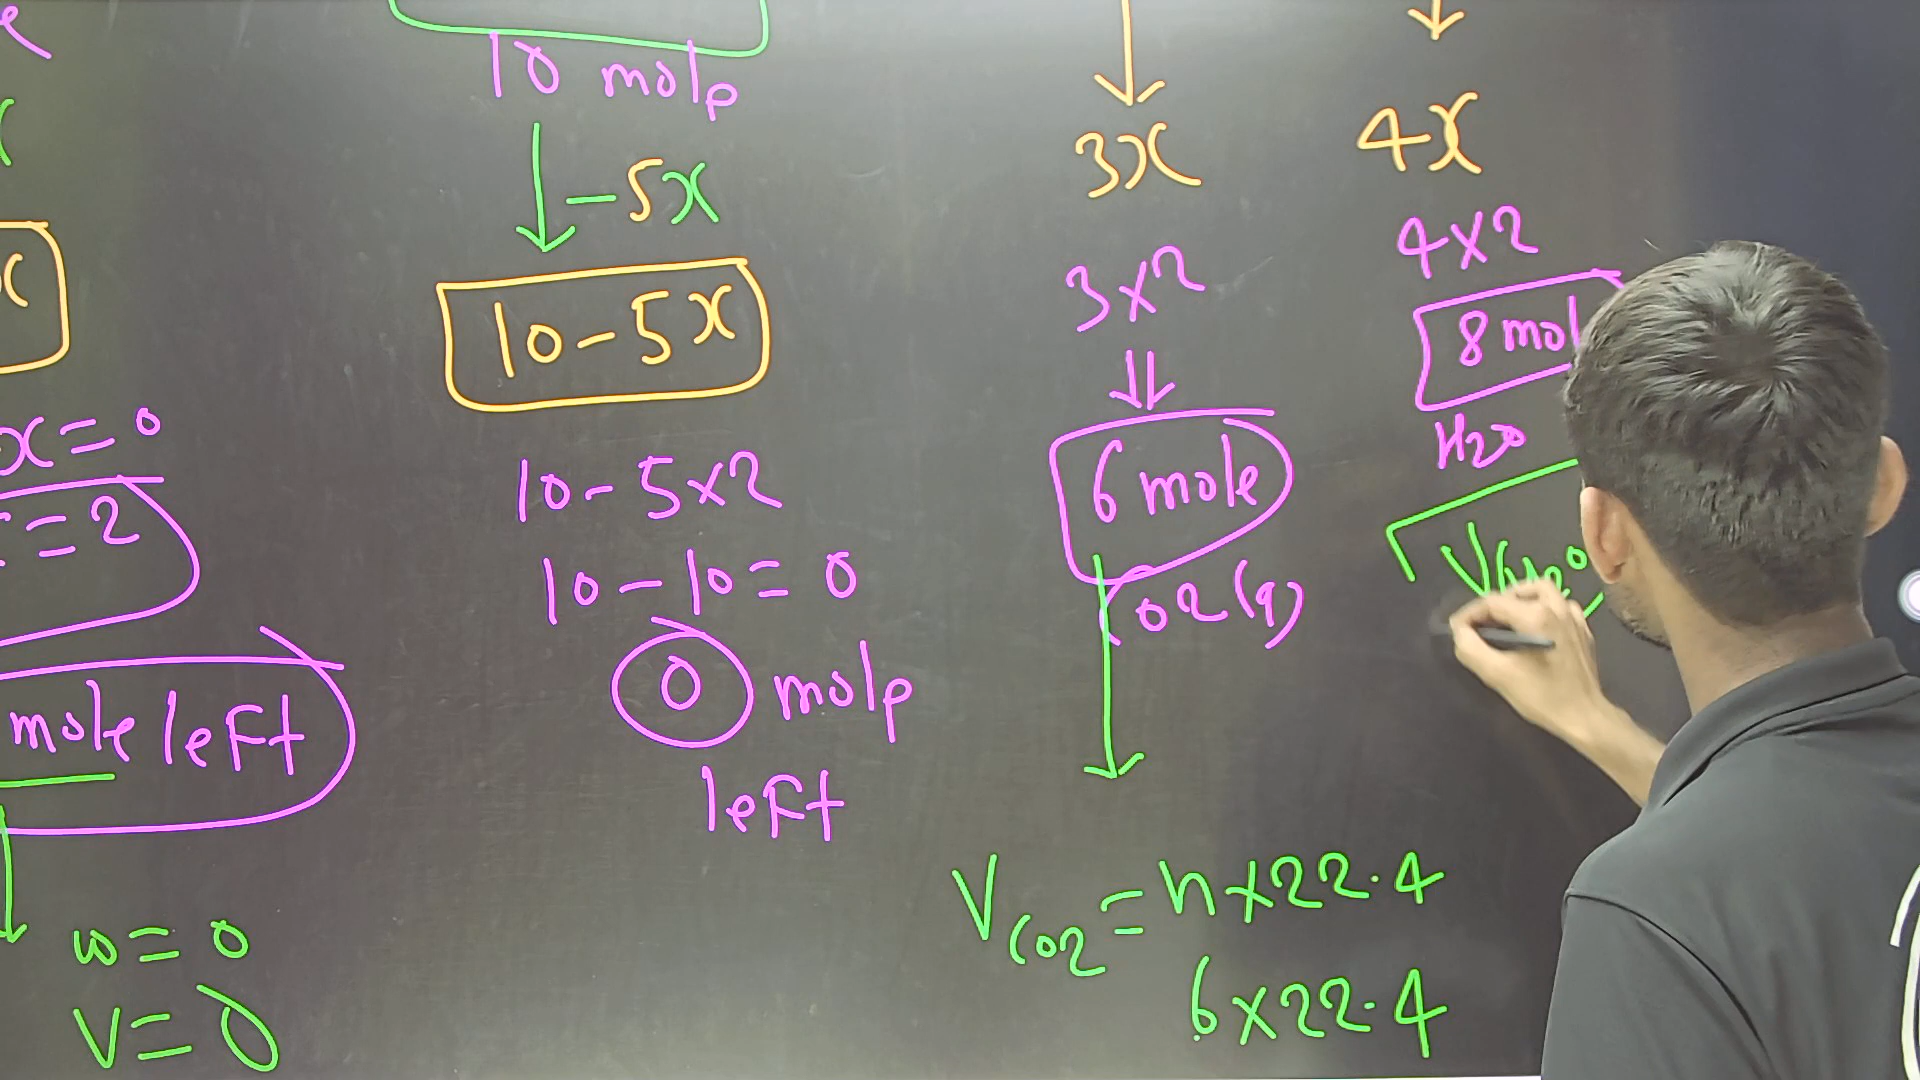 10 mole
- 5x
10 - 5x
10 - 5x2
10 - 10 = 0
0 mole
left
x = 0
= 2
mole left
w = 0
V = 0
3x
3x2
6 mole
CO2(g)
VCO2 = n x 22.4
6 x 22.4
4x
4x2
8 mol
H2O